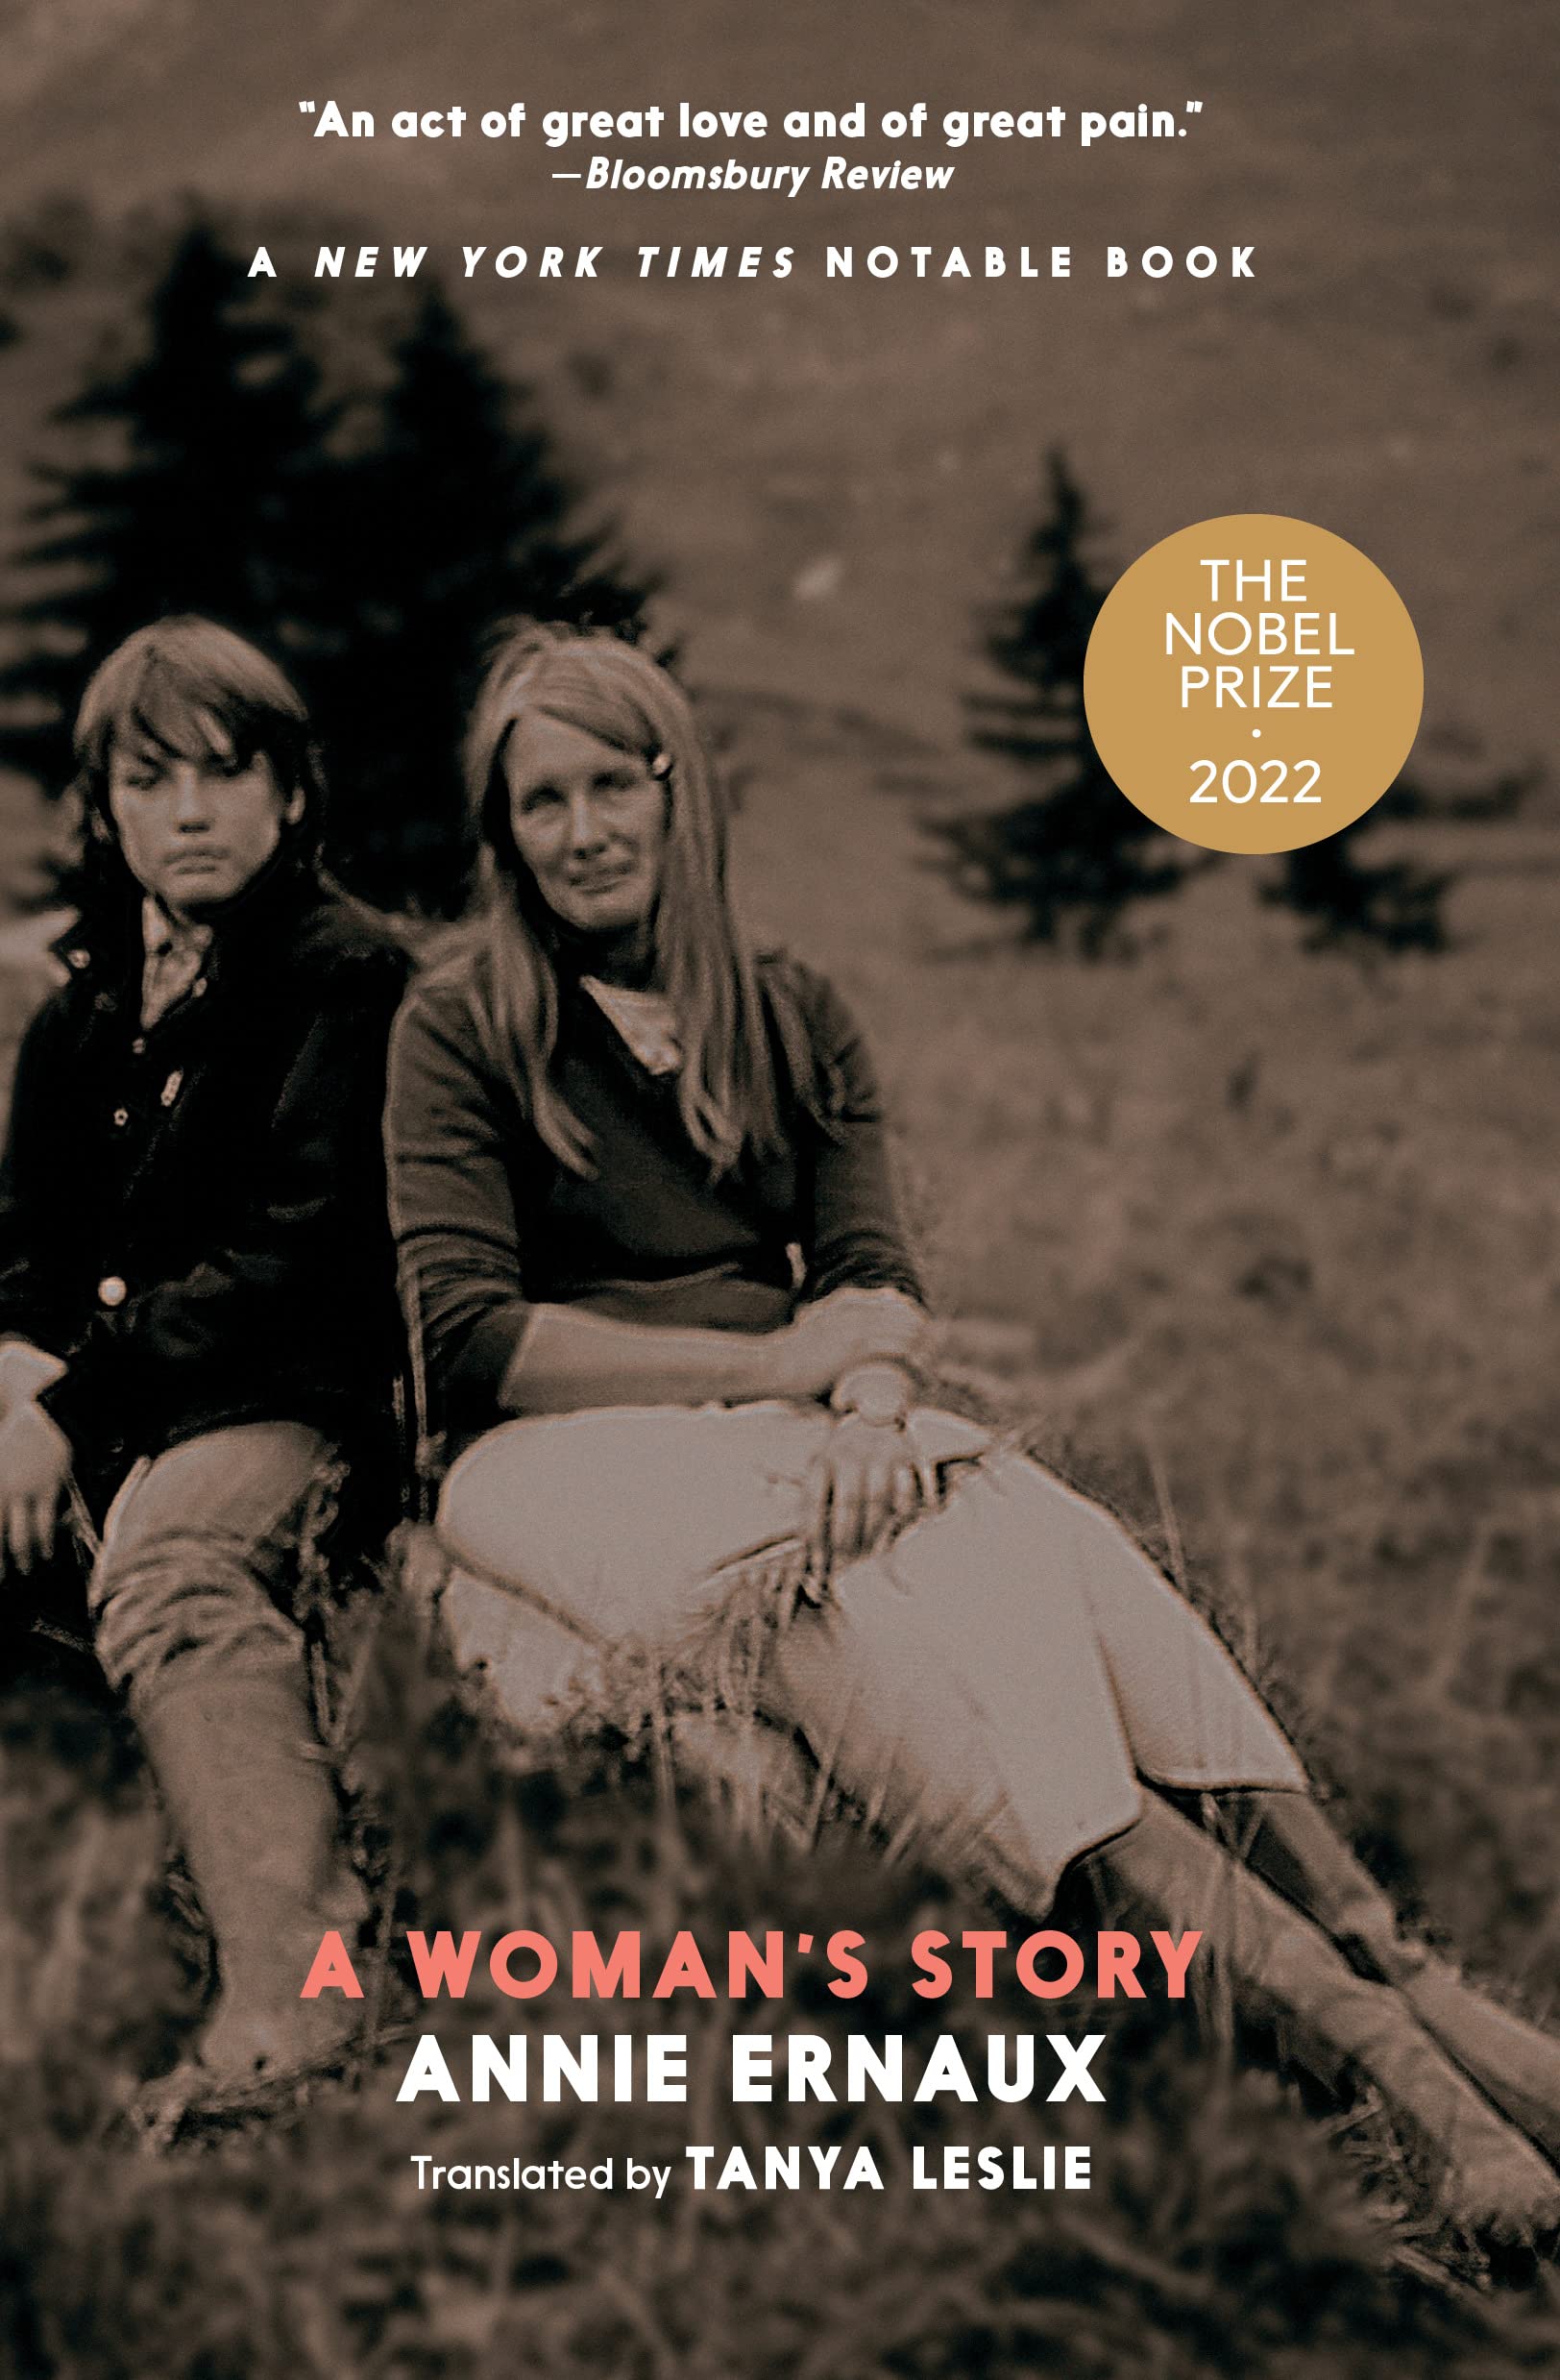 "An act of great love and of great pain."
—Bloomsbury Review
A NEW YORK TIMES NOTABLE BOOK
THE
NOBEL
PRIZE
·
2022
A WOMAN'S STORY
ANNIE ERNAUX
Translated by TANYA LESLIE